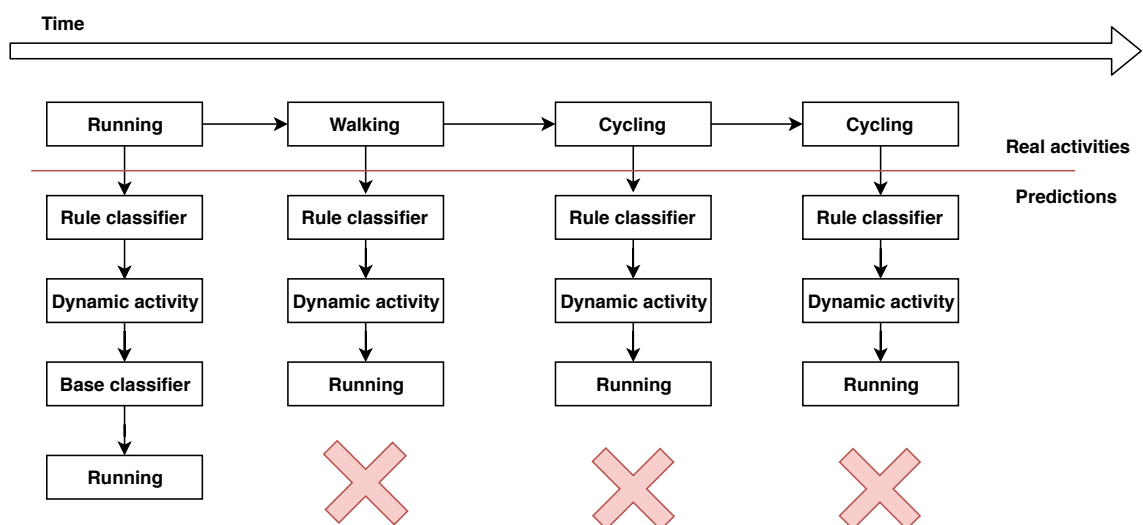 Time
Running
Walking
Cycling
Cycling
Real activities
Predictions
Rule classifier
Rule classifier
Rule classifier
Rule classifier
Dynamic activity
Dynamic activity
Dynamic activity
Dynamic activity
Base classifier
Running
Running
Running
Running